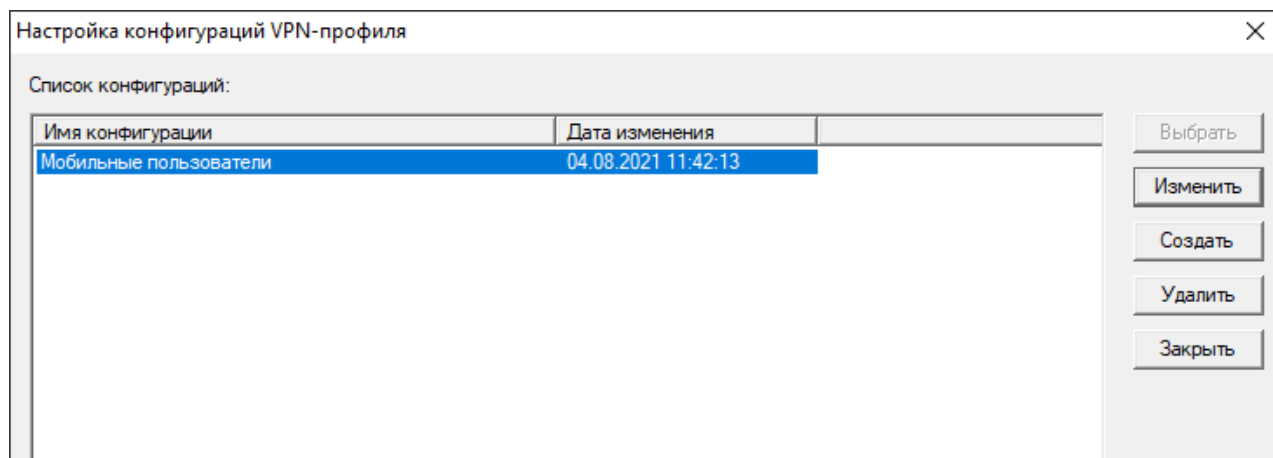 Настройка конфигураций VPN-профиля
Список конфигураций:
Имя конфигурации Дата изменения
Мобильные пользователи 04.08.2021 11:42:13
Выбрать
Изменить
Создать
Удалить
Закрыть